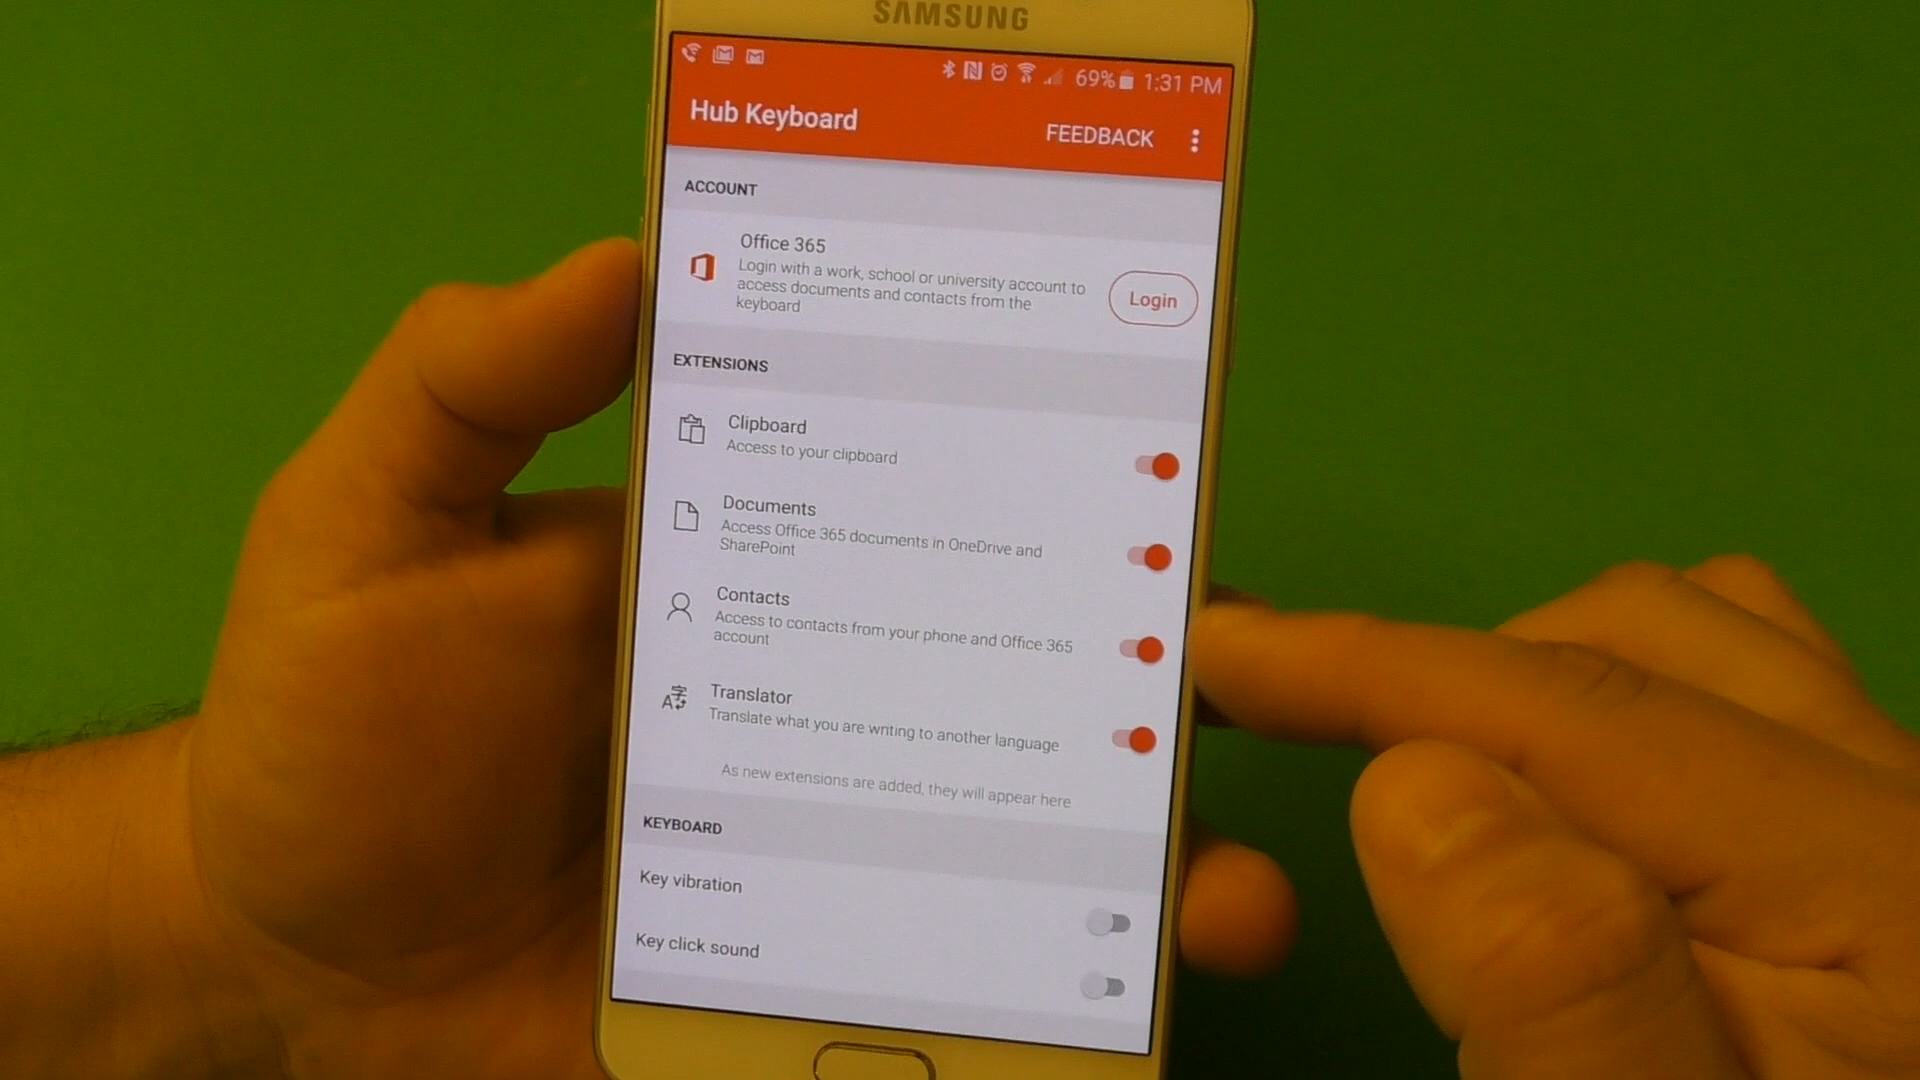 SAMSUNG
69% 1:31 PM
Hub Keyboard
FEEDBACK
ACCOUNT
Office 365
Login with a work, school or university account to
access documents and contacts from the
keyboard
Login
EXTENSIONS
Clipboard
Access to your clipboard
Documents
Access Office 365 documents in OneDrive and
SharePoint
Contacts
Access to contacts from your phone and Office 365
account
Translator
Translate what you are writing to another language
As new extensions are added, they will appear here
KEYBOARD
Key vibration
Key click sound